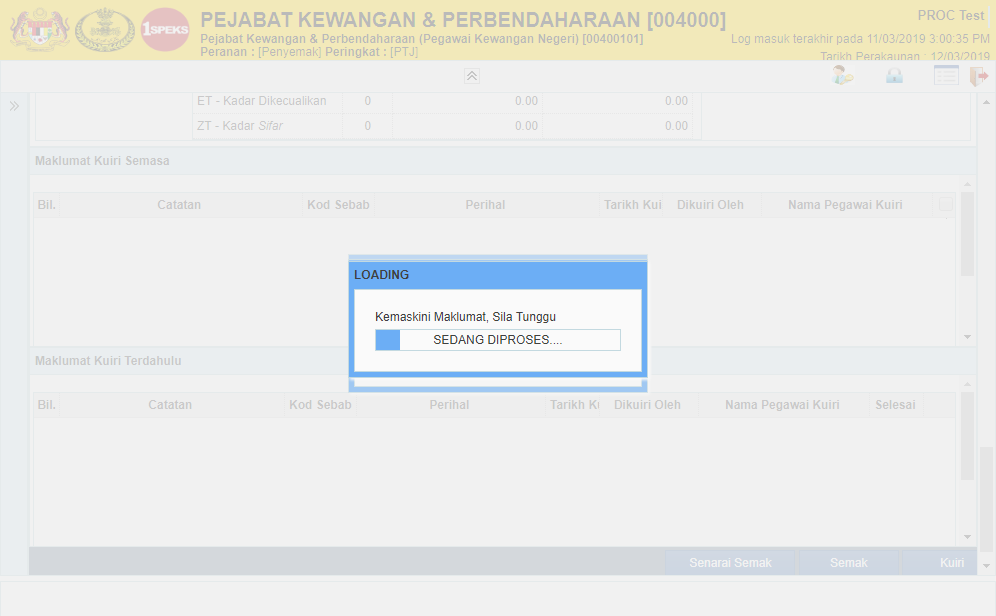 PEJABAT KEWANGAN & PERBENDAHARAAN [004000]
PROC Test
1SPEKS
Pejabat Kewangan & Perbendaharaan (Pegawai Kewangan Negeri) [00400101]
Log masuk terakhir pada 11/03/2019 3:00:35 PM
Peranan : [Penyemak] Peringkat : [PTJ]
Tarikh Perakaunan : 12/03/2019
ET - Kadar Dikecualikan 0 0.00 0.00
ZT - Kadar Sifar 0 0.00 0.00
Maklumat Kuiri Semasa
Bil. Catatan Kod Sebab Perihal Tarikh Kui Dikuiri Oleh Nama Pegawai Kuiri
LOADING
Kemaskini Maklumat, Sila Tunggu
SEDANG DIPROSES....
Maklumat Kuiri Terdahulu
Bil. Catatan Kod Sebab Perihal Tarikh Ku Dikuiri Oleh Nama Pegawai Kuiri Selesai
Senarai Semak Semak Kuiri